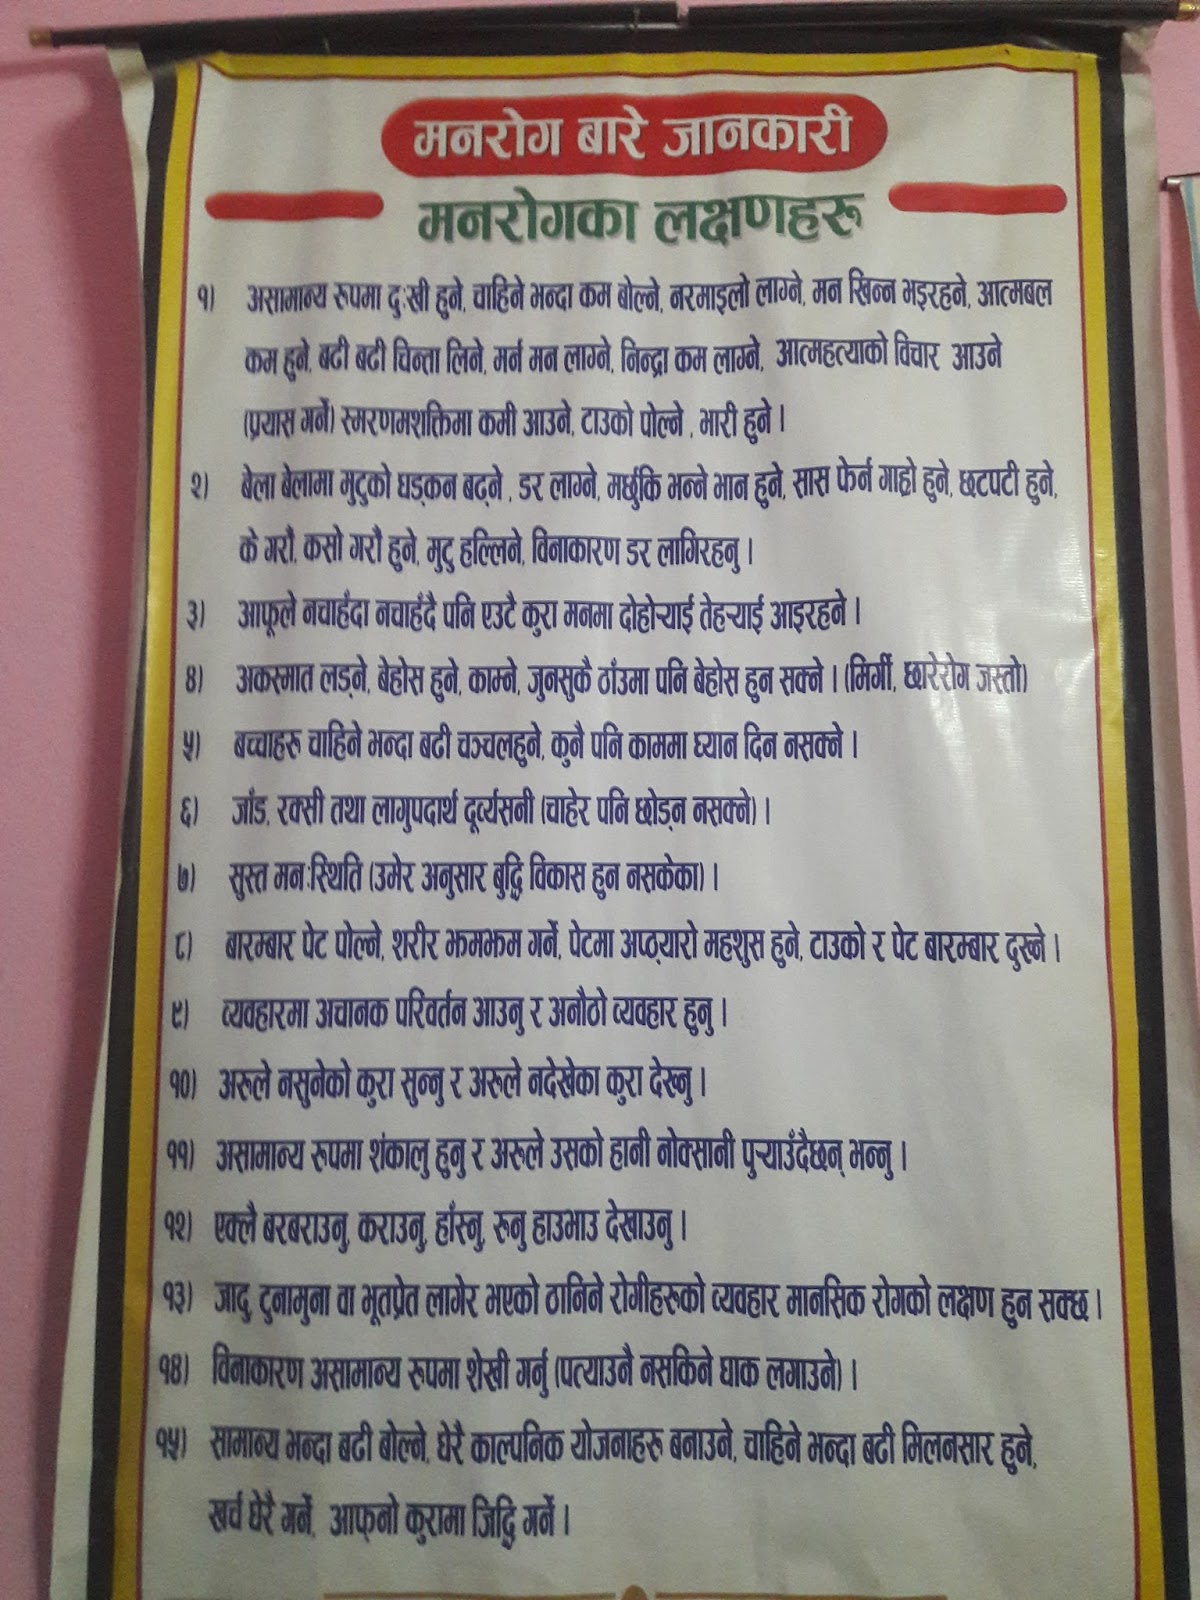 मनरोग बारे जानकारी
मनरोगका लक्षणहरू
१) असामान्य रूपमा दुःखी हुने, चाहिने भन्दा कम बोल्ने, नरमाइलो लाग्ने, मन खिन्न भइरहने, आत्मबल
कम हुने, बढी बढी चिन्ता लिने, मर्न मन लाग्ने, निन्द्रा कम लाग्ने, आत्महत्याको विचार आउने
(प्रयास गर्ने) स्मरणमशक्तिमा कमी आउने, टाउको पोल्ने , भारी हुने ।
२) बेला बेलामा मुटुको धड्कन बढ्ने , डर लाग्ने, मर्छुकि भन्ने भान हुने, सास फेर्न गाह्रो हुने, छटपटी हुने,
के गरौ, कसो गरौ हुने, मुटु हल्लिने, विनाकारण डर लागिरहनु ।
३) आफूले नचाहँदा नचाहँदै पनि एउटै कुरा मनमा दोहोऱ्याई तेहऱ्याई आइरहने ।
४) अकस्मात लड्ने, बेहोस हुने, काम्ने, जुनसुकै ठाँउमा पनि बेहोस हुन सक्ने । (मिर्गी, छारेरोग जस्तो)
५) बच्चाहरु चाहिने भन्दा बढी चञ्चलहुने, कुनै पनि काममा ध्यान दिन नसक्ने ।
६) जाँड, रक्सी तथा लागुपदार्थ दूर्व्यसनी (चाहेर पनि छोड्न नसक्ने) ।
७) सुस्त मनःस्थिति (उमेर अनुसार बुद्धि विकास हुन नसकेका) ।
८) बारम्बार पेट पोल्ने, शरीर झमझम गर्ने, पेटमा अप्ठ्यारो महशुस हुने, टाउको र पेट बारम्बार दुख्ने ।
९) व्यवहारमा अचानक परिवर्तन आउनु र अनौठो व्यवहार हुनु ।
१०) अरुले नसुनेको कुरा सुन्नु र अरुले नदेखेका कुरा देख्नु ।
११) असामान्य रूपमा शंकालु हुनु र अरुले उसको हानी नोक्सानी पुऱ्याउँदैछन् भन्नु ।
१२) एक्लै बरबराउनु, कराउनु, हाँस्नु, रुनु हाउभाउ देखाउनु ।
१३) जादु, टुनामुना वा भूतप्रेत लागेर भएको ठानिने रोगीहरुको व्यवहार मानसिक रोगको लक्षण हुन सक्छ ।
१४) विनाकारण असामान्य रूपमा शेखी गर्नु (पत्याउनै नसकिने धाक लगाउने) ।
१५) सामान्य भन्दा बढी बोल्ने, धेरै काल्पनिक योजनाहरु बनाउने, चाहिने भन्दा बढी मिलनसार हुने,
खर्च धेरै गर्ने, आफ्नो कुरामा जिद्धि गर्ने ।